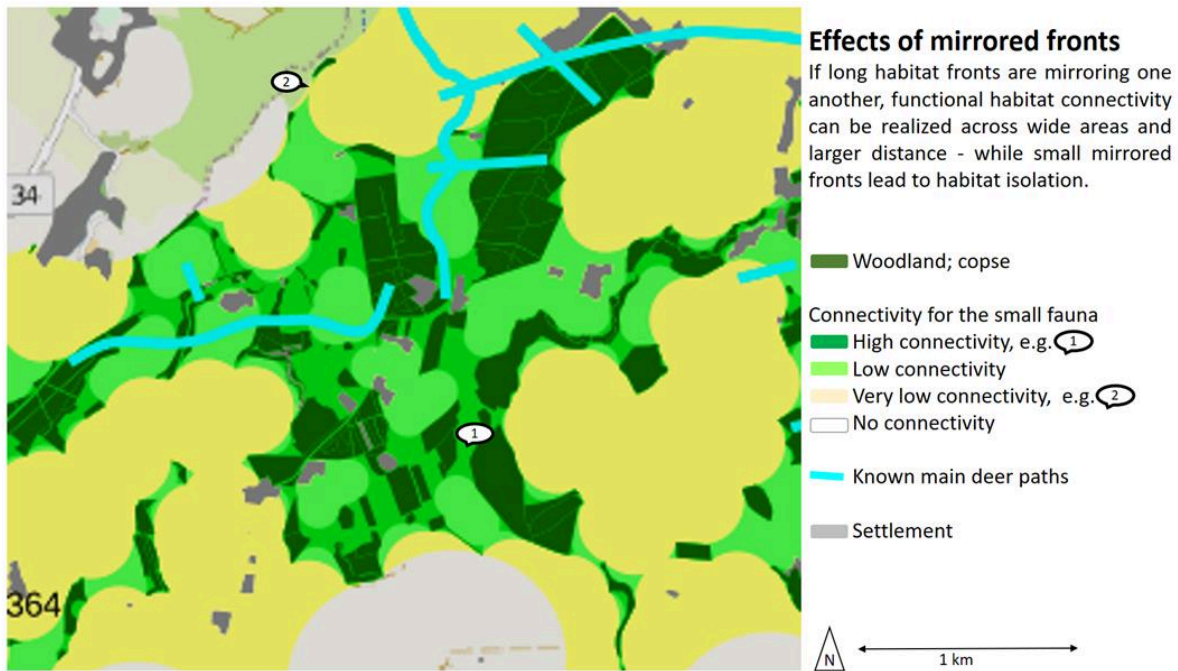 2
34
1
364
Effects of mirrored fronts
If long habitat fronts are mirroring one
another, functional habitat connectivity
can be realized across wide areas and
larger distance - while small mirrored
fronts lead to habitat isolation.
Woodland; copse
Connectivity for the small fauna
High connectivity, e.g. 1
Low connectivity
Very low connectivity, e.g. 2
No connectivity
Known main deer paths
Settlement
N
1 km